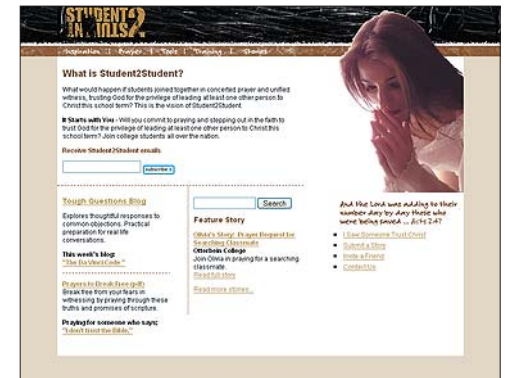 STUDENT
STUDENT 2
Inspiration | Prayer | Tools | Training | Stories
What is Student2Student?
What would happen if students joined together in concerted prayer and unified
witness, trusting God for the privilege of leading at least one other person to
Christ this school term? This is the vision of Student2Student.
It Starts with You - Will you commit to praying and stepping out in the faith to
trust God for the privilege of leading at least one other person to Christ this
school term? Join college students all over the nation.
Receive Student2Student emails.
subscribe
Tough Questions Blog
Explores thoughtful responses to
common objections. Practical
preparation for real life
conversations.
This week's blog:
"The Da Vinci Code."
Prayers to Break Free (pdf)
Break free from your fears in
witnessing by praying through these
truths and promises of scripture.
Praying for someone who says;
"I don't trust the Bible."
Search
Feature Story
Olivia's Story: Prayer Request for
Searching Classmate
Otterbein College
Join Olivia in praying for a searching
classmate.
Read full story
Read more stories...
And the Lord was adding to their
number day by day those who
were being saved ... Acts 2:47
I Saw Someone Trust Christ
Submit a Story
Invite a Friend
Contact Us